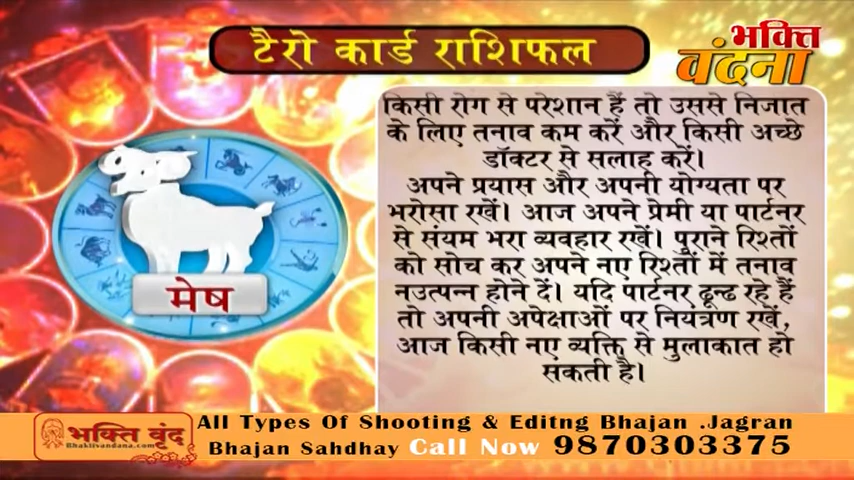 टैरो कार्ड राशिफल
भक्ति
वंदना
किसी रोग से परेशान हैं तो उससे निजात
के लिए तनाव कम करें और किसी अच्छे
डॉक्टर से सलाह करें।
अपने प्रयास और अपनी योग्यता पर
भरोसा रखें। आज अपने प्रेमी या पार्टनर
से संयम भरा व्यवहार रखें। पुराने रिश्तों
को सोच कर अपने नए रिश्तों में तनाव
नउत्पन्न होने दें। यदि पार्टनर ढून्ढ रहे हैं
तो अपनी अपेक्षाओं पर नियंत्रण रखें,
आज किसी नए व्यक्ति से मुलाकात हो
सकती है।
मेष
भक्ति वृंद
Bhaktivandana.com
All Types Of Shooting & Editng Bhajan .Jagran
Bhajan Sahdhay Call Now 9870303375